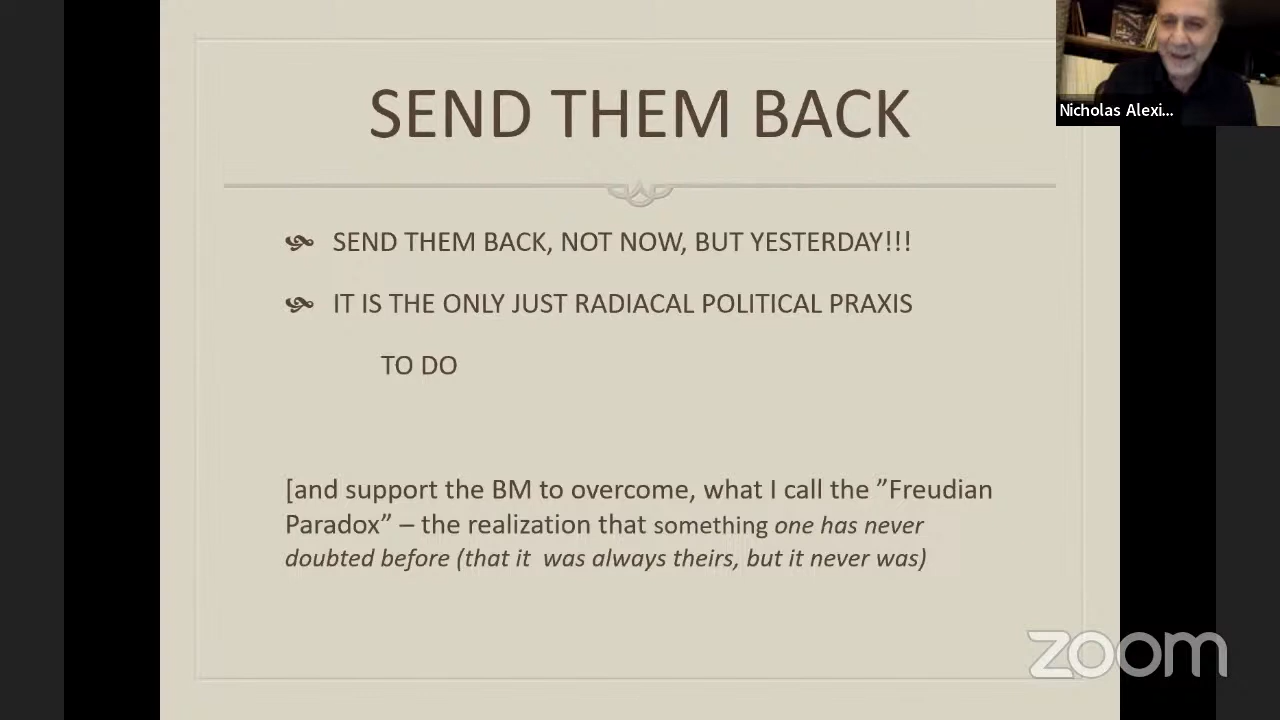 SEND THEM BACK
Nicholas Alexi...
SEND THEM BACK, NOT NOW, BUT YESTERDAY!!!
IT IS THE ONLY JUST RADIACAL POLITICAL PRAXIS
TO DO
[and support the BM to overcome, what I call the ”Freudian
Paradox” – the realization that something one has never
doubted before (that it was always theirs, but it never was)
zoom